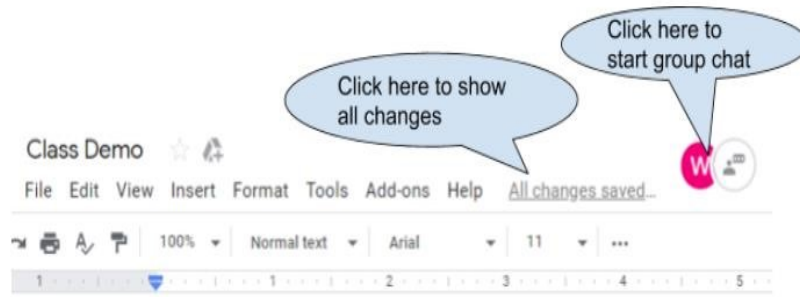 Click here to
start group chat
Click here to show
all changes
Class Demo
W
File Edit View Insert Format Tools Add-ons Help All changes saved...
100% Normal text Arial 11 ...
1 1 2 3 4 5